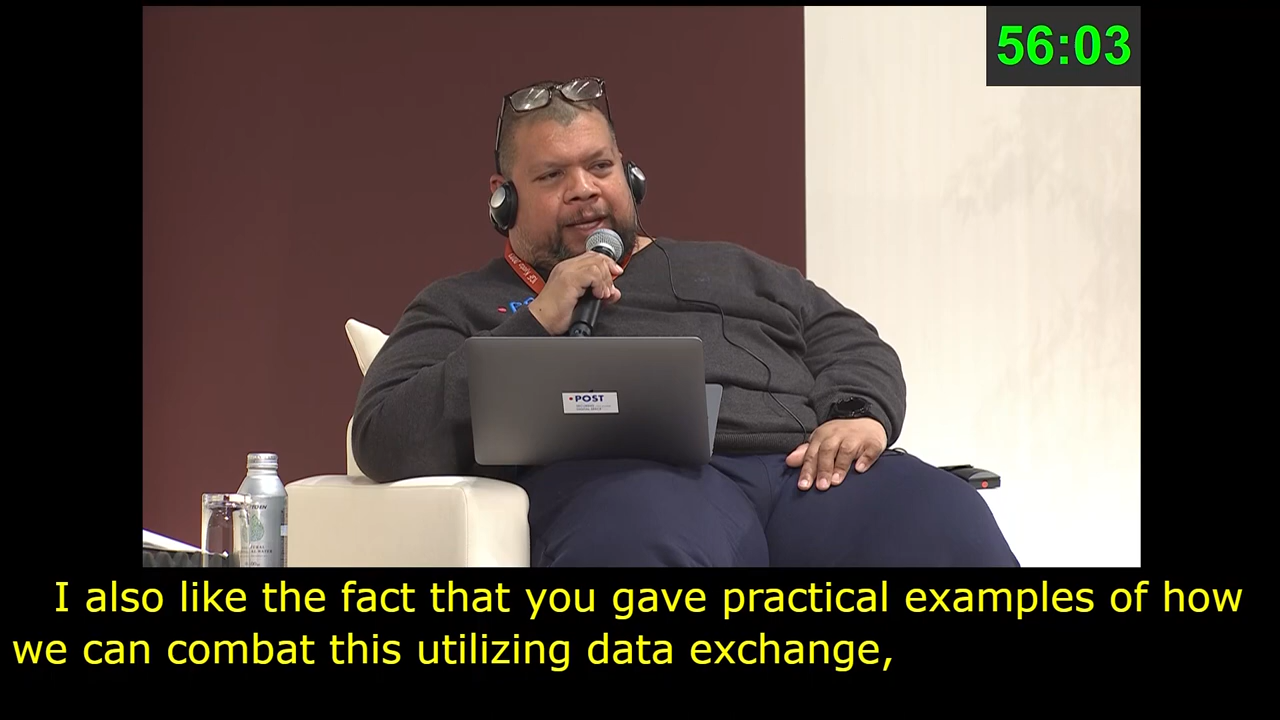 56:03
POST
I also like the fact that you gave practical examples of how
we can combat this utilizing data exchange,